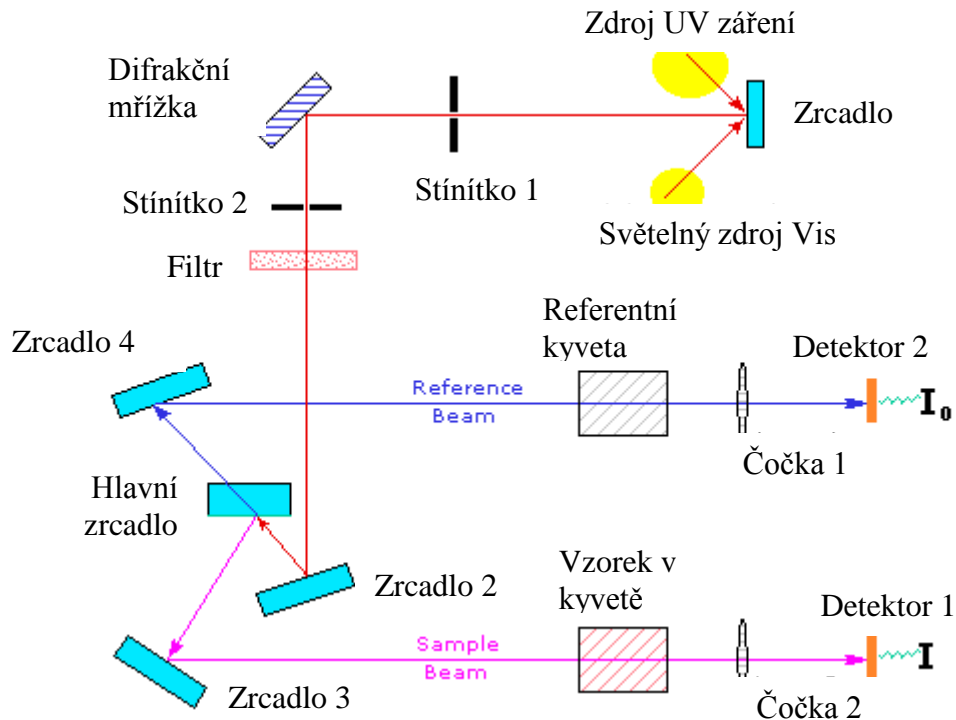 Zdroj UV záření
Difrakční
mřížka
Zrcadlo
Stínítko 1
Stínítko 2
Světelný zdroj Vis
Filtr
Referentní
kyveta
Zrcadlo 4
Detektor 2
Reference
Beam
I₀
Čočka 1
Hlavní
zrcadlo
Vzorek v
kyvetě
Zrcadlo 2
Detektor 1
Sample
Beam
I
Zrcadlo 3
Čočka 2